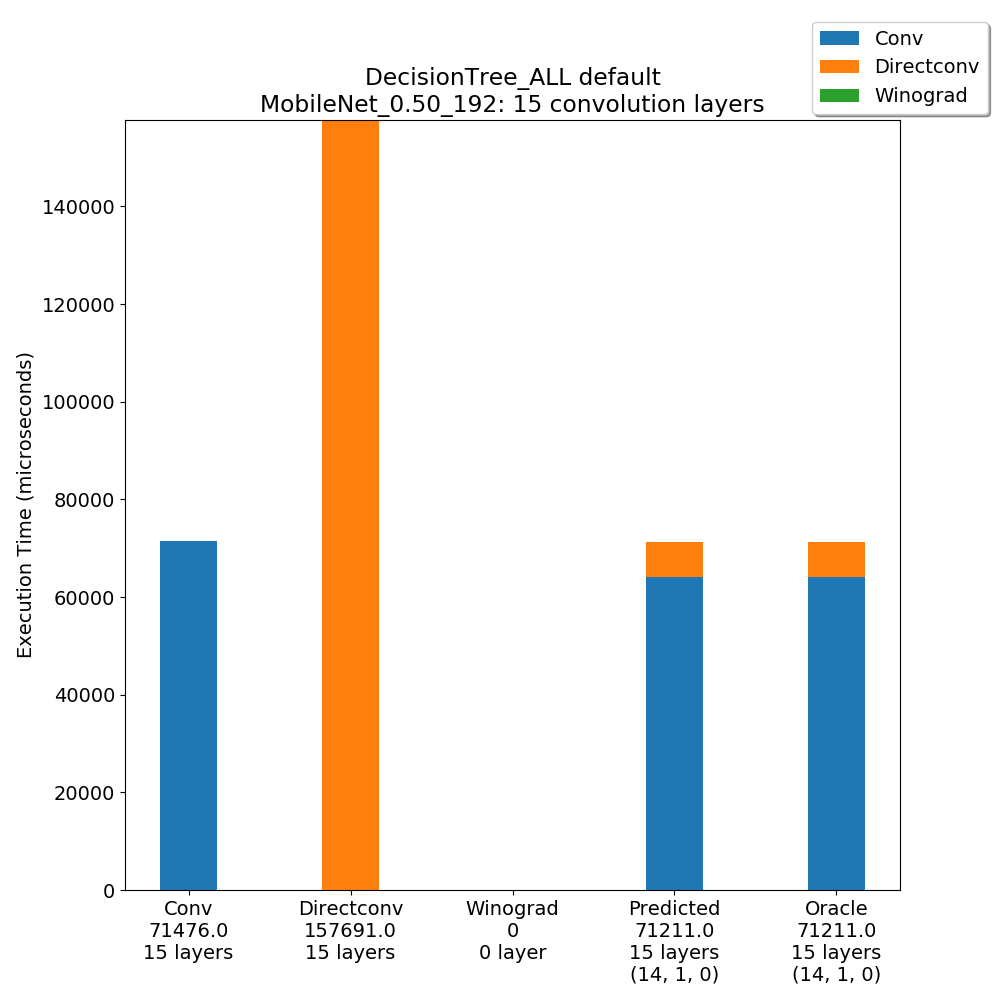 Conv
Directconv
Winograd
DecisionTree_ALL default
MobileNet_0.50_192: 15 convolution layers
Execution Time (microseconds)
140000
120000
100000
80000
60000
40000
20000
0
Conv
71476.0
15 layers
Directconv
157691.0
15 layers
Winograd
0
0 layer
Predicted
71211.0
15 layers
(14, 1, 0)
Oracle
71211.0
15 layers
(14, 1, 0)